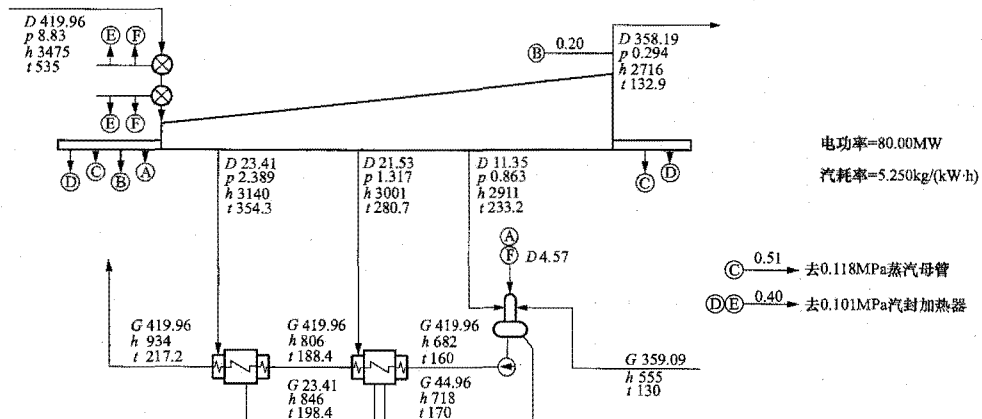 D 419.96
p 8.83
h 3475
t 535
E F
E F
B 0.20
D 358.19
p 0.294
h 2716
t 132.9
D C B A
C D
电功率=80.00MW
汽耗率=5.250kg/(kW·h)
D 23.41
p 2.389
h 3140
t 354.3
D 21.53
p 1.317
h 3001
t 280.7
D 11.35
p 0.863
h 2911
t 233.2
A
F D 4.57
C 0.51 去0.118MPa蒸汽母管
D E 0.40 去0.101MPa汽封加热器
G 419.96
h 934
t 217.2
G 419.96
h 806
t 188.4
G 419.96
h 682
t 160
G 359.09
h 555
t 130
G 23.41
h 846
t 198.4
G 44.96
h 718
t 170